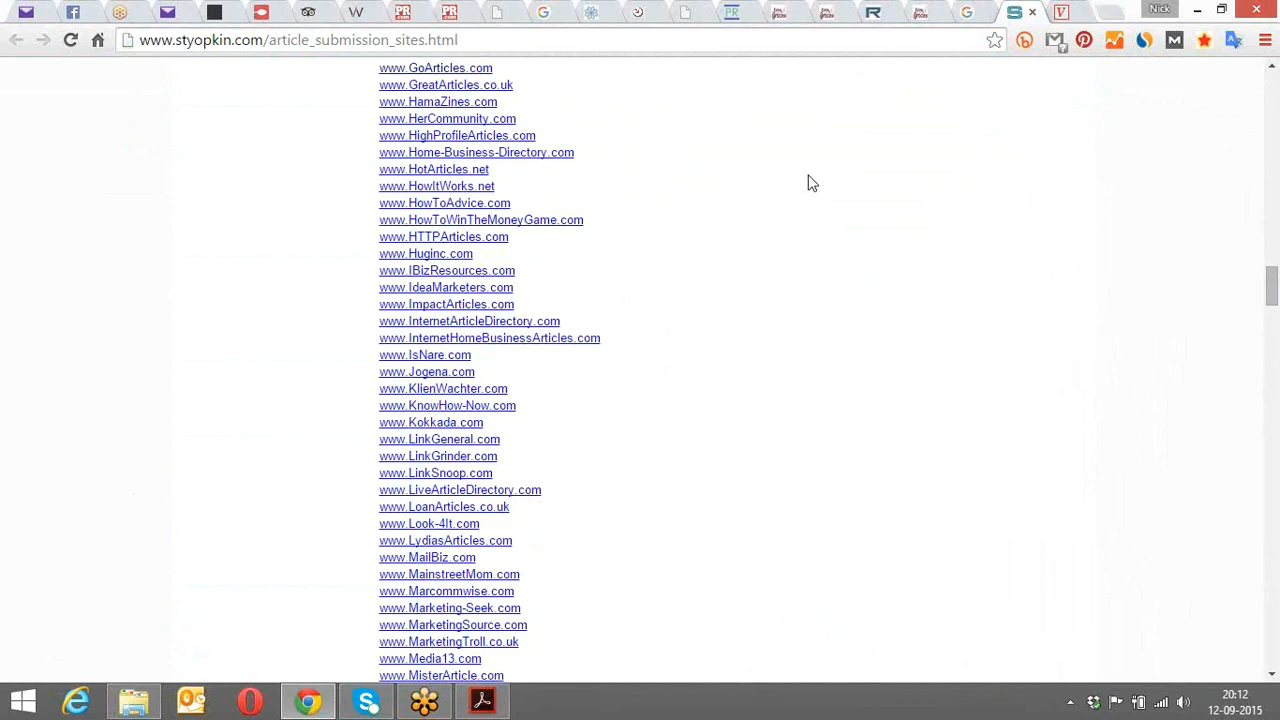 Nick
www.styopkin.com/article_submission_sites.html
www.GoArticles.com
www.GreatArticles.co.uk
www.HamaZines.com
www.HerCommunity.com
www.HighProfileArticles.com
www.Home-Business-Directory.com
www.HotArticles.net
www.HowItWorks.net
www.HowToAdvice.com
www.HowToWinTheMoneyGame.com
www.HTTPArticles.com
www.Huginc.com
www.IBizResources.com
www.IdeaMarketers.com
www.ImpactArticles.com
www.InternetArticleDirectory.com
www.InternetHomeBusinessArticles.com
www.IsNare.com
www.Jogena.com
www.KlienWachter.com
www.KnowHow-Now.com
www.Kokkada.com
www.LinkGeneral.com
www.LinkGrinder.com
www.LinkSnoop.com
www.LiveArticleDirectory.com
www.LoanArticles.co.uk
www.Look-4It.com
www.LydiasArticles.com
www.MailBiz.com
www.MainstreetMom.com
www.Marcommwise.com
www.Marketing-Seek.com
www.MarketingSource.com
www.MarketingTroll.co.uk
www.Media13.com
www.MisterArticle.com
20:12
12-09-2015